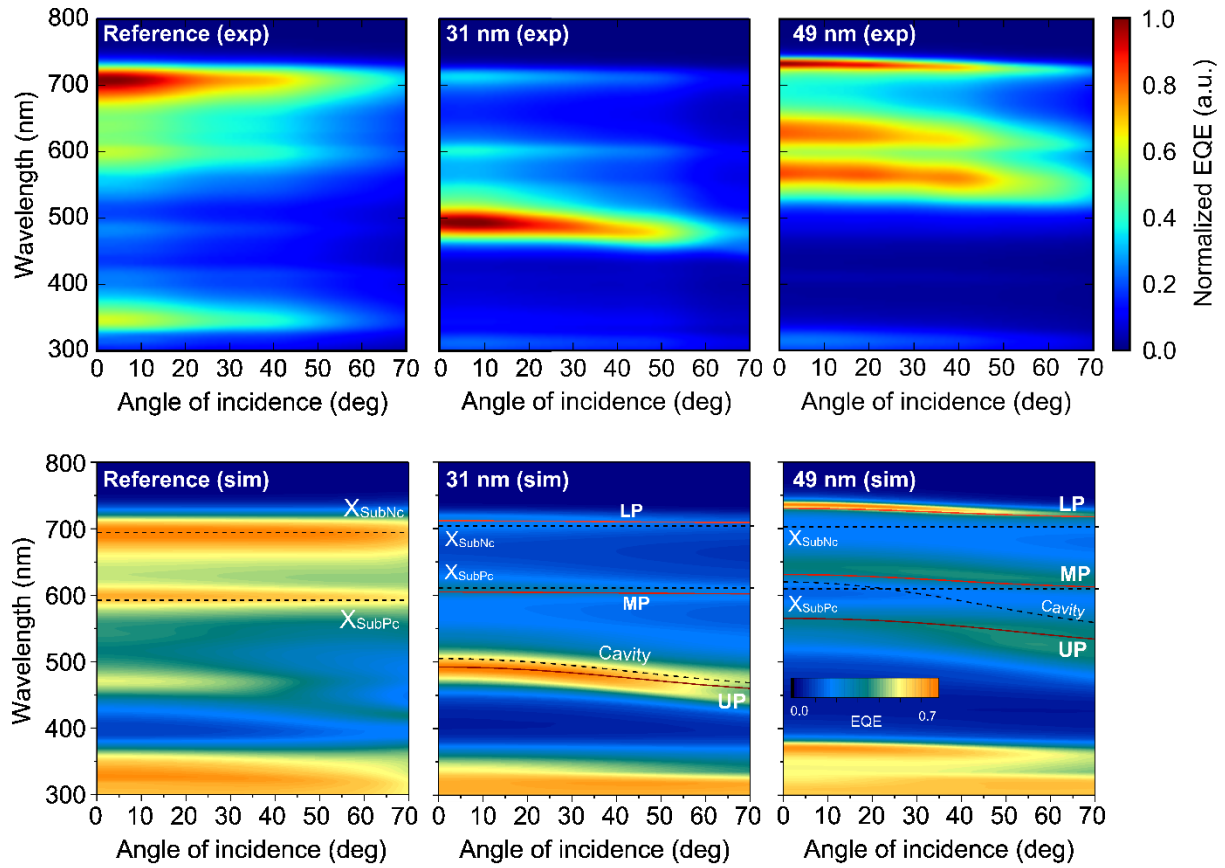 Reference (exp)
31 nm (exp)
49 nm (exp)
800
700
600
500
400
300
Wavelength (nm)
0 10 20 30 40 50 60 70
0 10 20 30 40 50 60 70
0 10 20 30 40 50 60 70
Angle of incidence (deg)
Angle of incidence (deg)
Angle of incidence (deg)
1.0
0.8
0.6
0.4
0.2
0.0
Normalized EQE (a.u.)
Reference (sim)
31 nm (sim)
49 nm (sim)
800
700
600
500
400
300
Wavelength (nm)
XSubNc
XSubPc
LP
XSubNc
XSubPc
MP
Cavity
UP
LP
XSubNc
MP
XSubPc
Cavity
UP
0.0 0.7
EQE
0 10 20 30 40 50 60 70
0 10 20 30 40 50 60 70
0 10 20 30 40 50 60 70
Angle of incidence (deg)
Angle of incidence (deg)
Angle of incidence (deg)